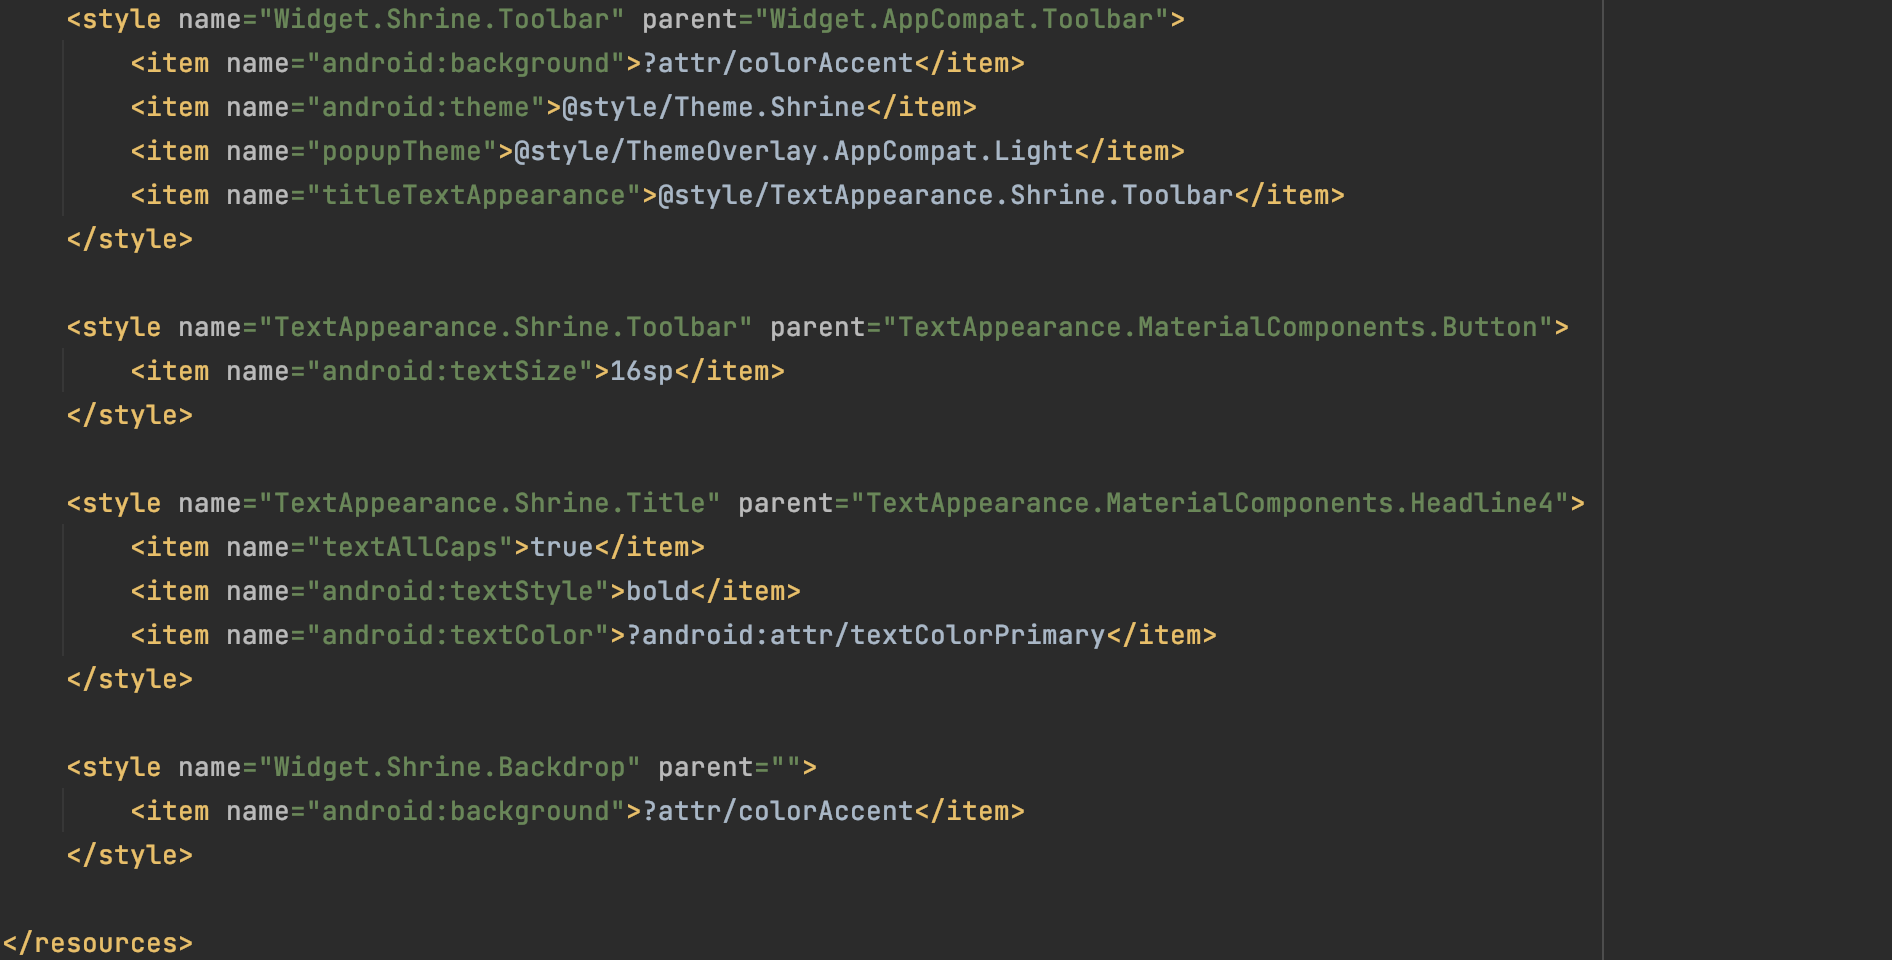 <style name="Widget.Shrine.Toolbar" parent="Widget.AppCompat.Toolbar">
<item name="android:background">?attr/colorAccent</item>
<item name="android:theme">@style/Theme.Shrine</item>
<item name="popupTheme">@style/ThemeOverlay.AppCompat.Light</item>
<item name="titleTextAppearance">@style/TextAppearance.Shrine.Toolbar</item>
</style>
<style name="TextAppearance.Shrine.Toolbar" parent="TextAppearance.MaterialComponents.Button">
<item name="android:textSize">16sp</item>
</style>
<style name="TextAppearance.Shrine.Title" parent="TextAppearance.MaterialComponents.Headline4">
<item name="textAllCaps">true</item>
<item name="android:textStyle">bold</item>
<item name="android:textColor">?android:attr/textColorPrimary</item>
</style>
<style name="Widget.Shrine.Backdrop" parent="">
<item name="android:background">?attr/colorAccent</item>
</style>
</resources>